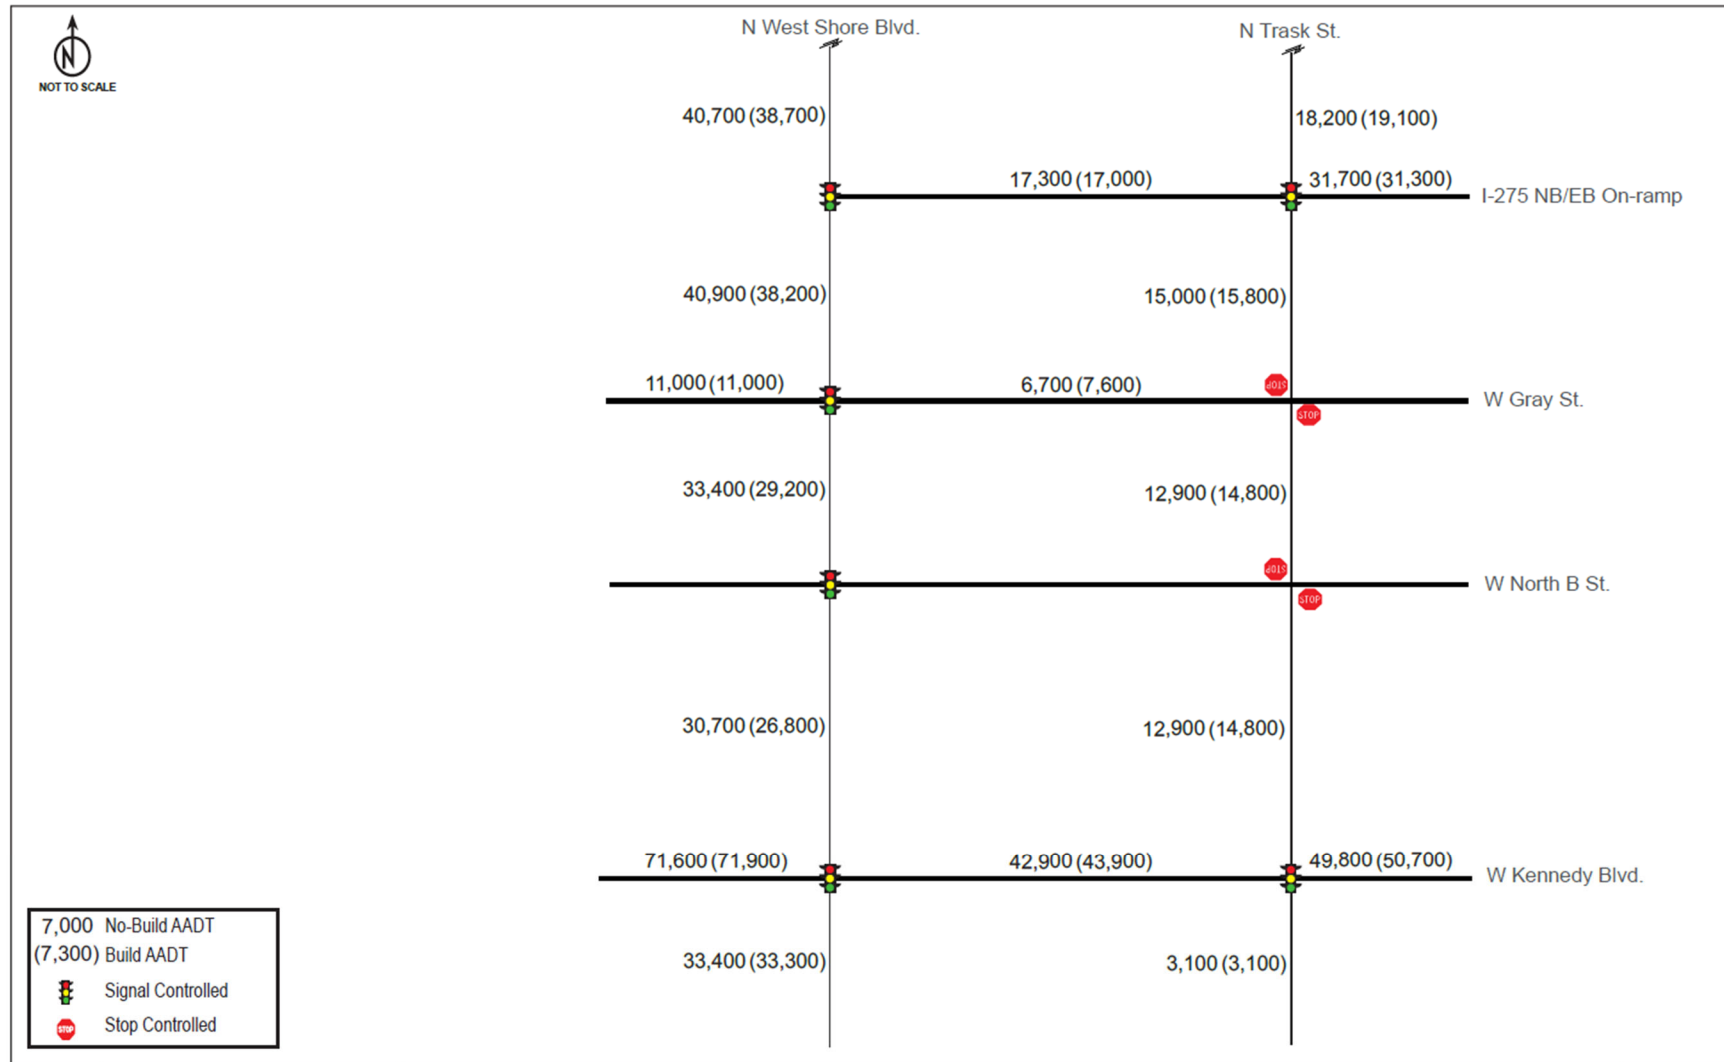 N West Shore Blvd.
N Trask St.
N
NOT TO SCALE
40,700 (38,700)
18,200 (19,100)
17,300 (17,000)
31,700 (31,300)
I-275 NB/EB On-ramp
40,900 (38,200)
15,000 (15,800)
11,000 (11,000)
6,700 (7,600)
STOP
W Gray St.
STOP
33,400 (29,200)
12,900 (14,800)
STOP
W North B St.
STOP
30,700 (26,800)
12,900 (14,800)
71,600 (71,900)
42,900 (43,900)
49,800 (50,700)
W Kennedy Blvd.
33,400 (33,300)
3,100 (3,100)
7,000 No-Build AADT
(7,300) Build AADT
Signal Controlled
STOP Stop Controlled